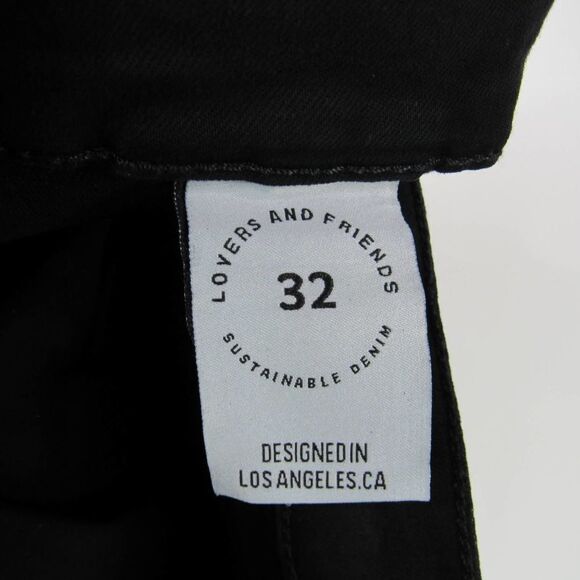 LOVERS AND FRIENDS
32
SUSTAINABLE DENIM
DESIGNED IN
LOS ANGELES.CA